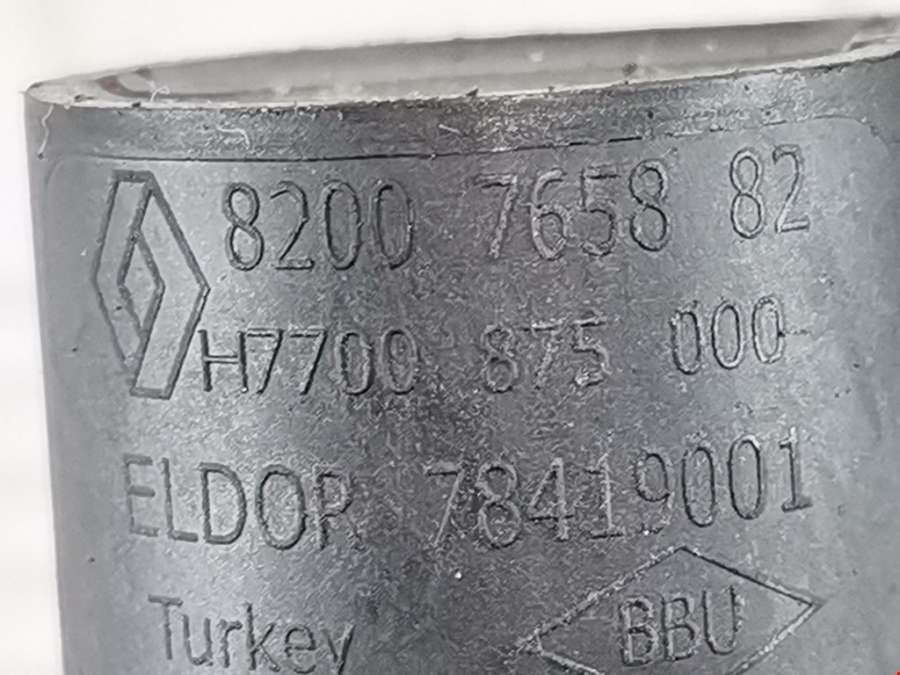 8200 7658 82
H7700 875 000
ELDOR 78419001
Turkey
BBU